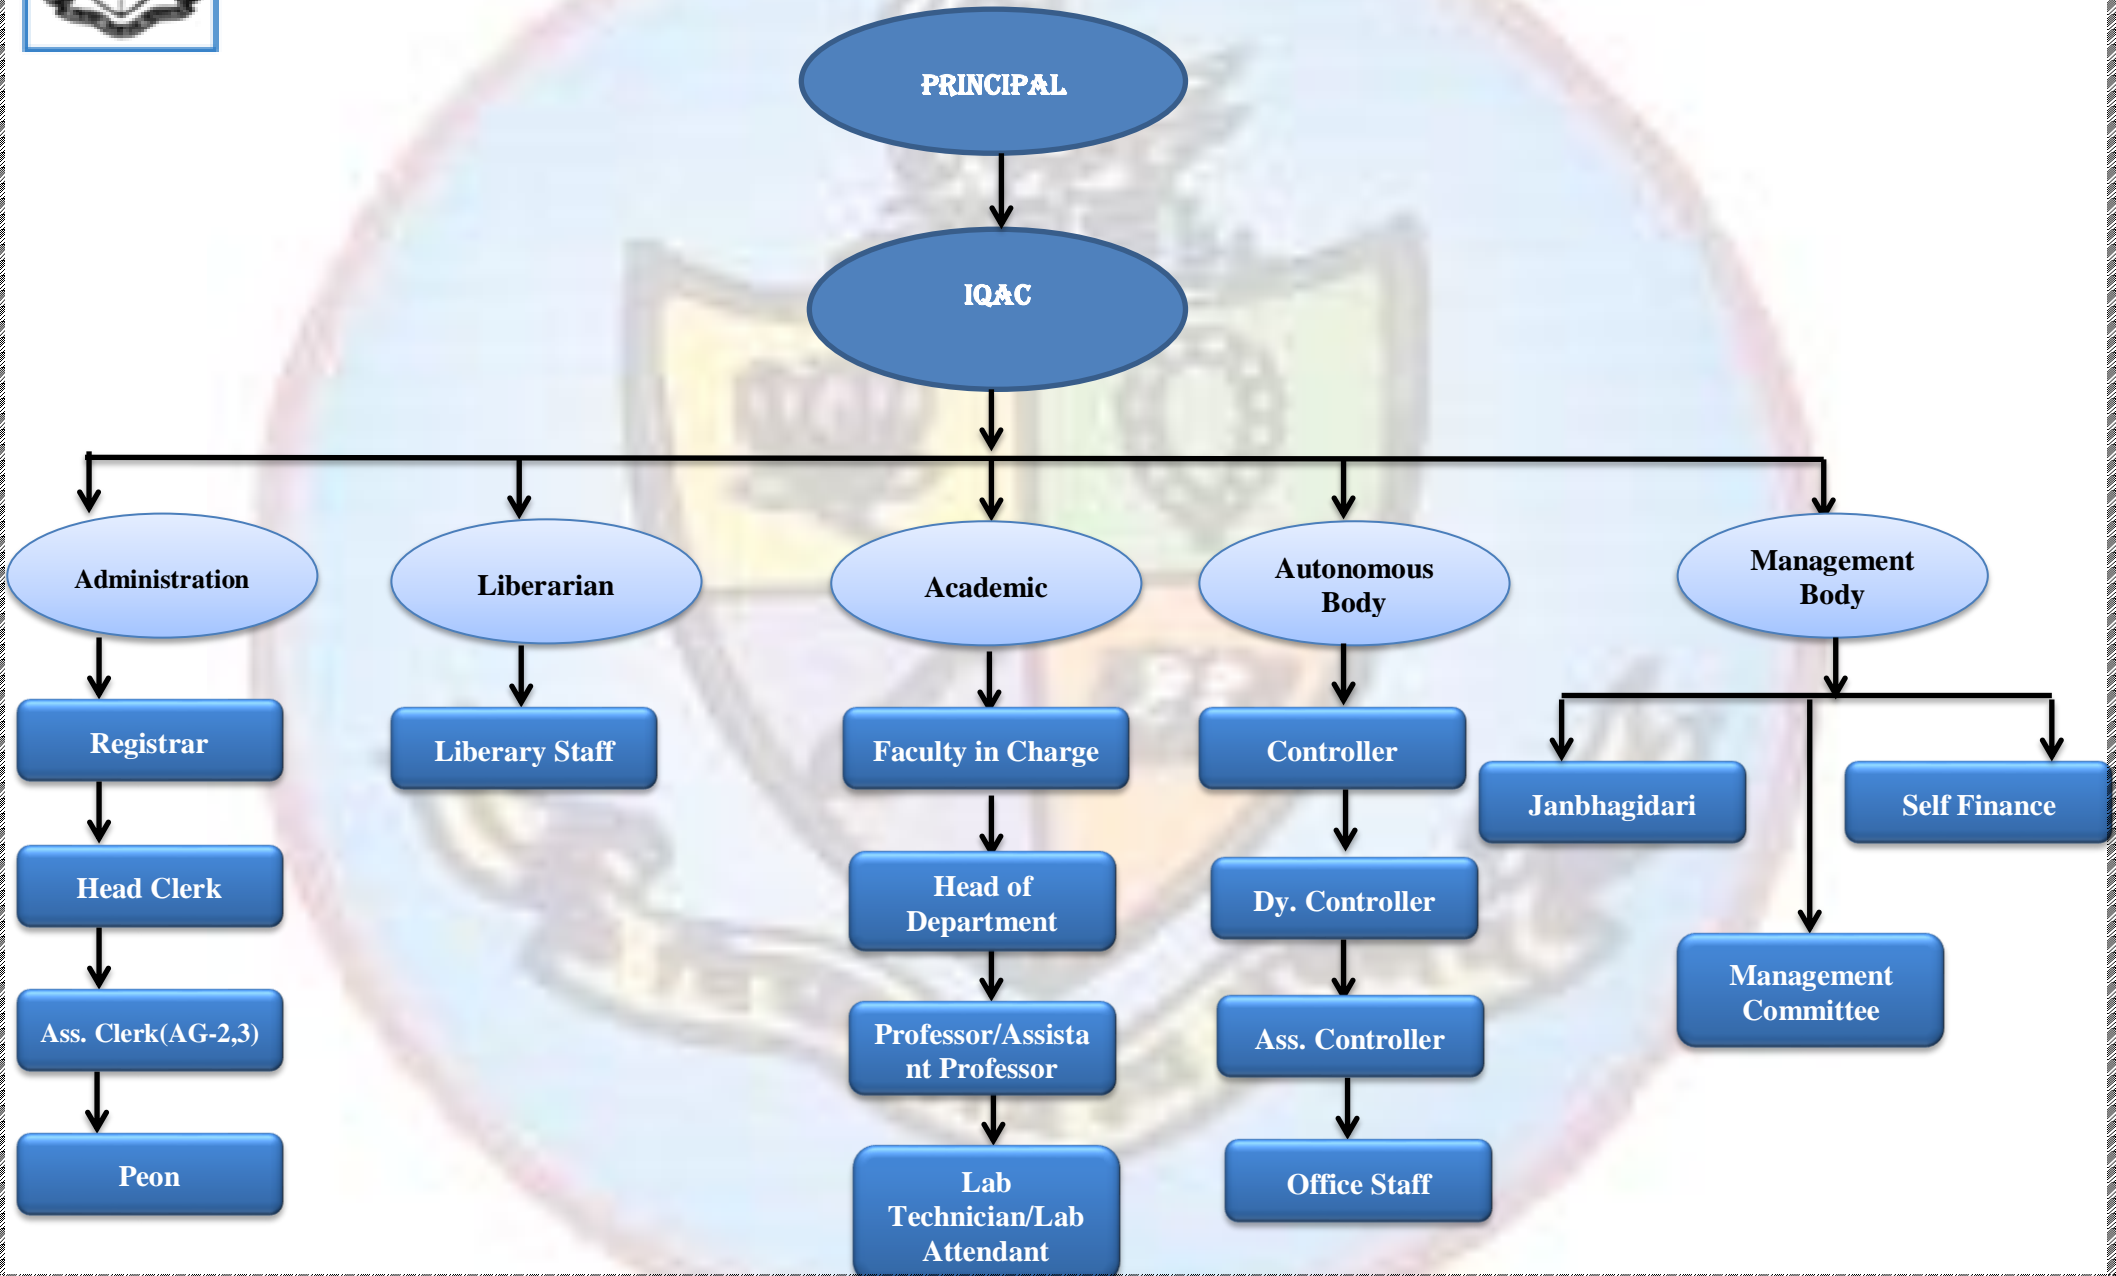 PRINCIPAL
IQAC
Administration
Liberarian
Academic
Autonomous
Body
Management
Body
Registrar
Liberary Staff
Faculty in Charge
Controller
Janbhagidari
Self Finance
Head Clerk
Head of
Department
Dy. Controller
Management
Committee
Ass. Clerk(AG-2,3)
Professor/Assista
nt Professor
Ass. Controller
Peon
Lab
Technician/Lab
Attendant
Office Staff